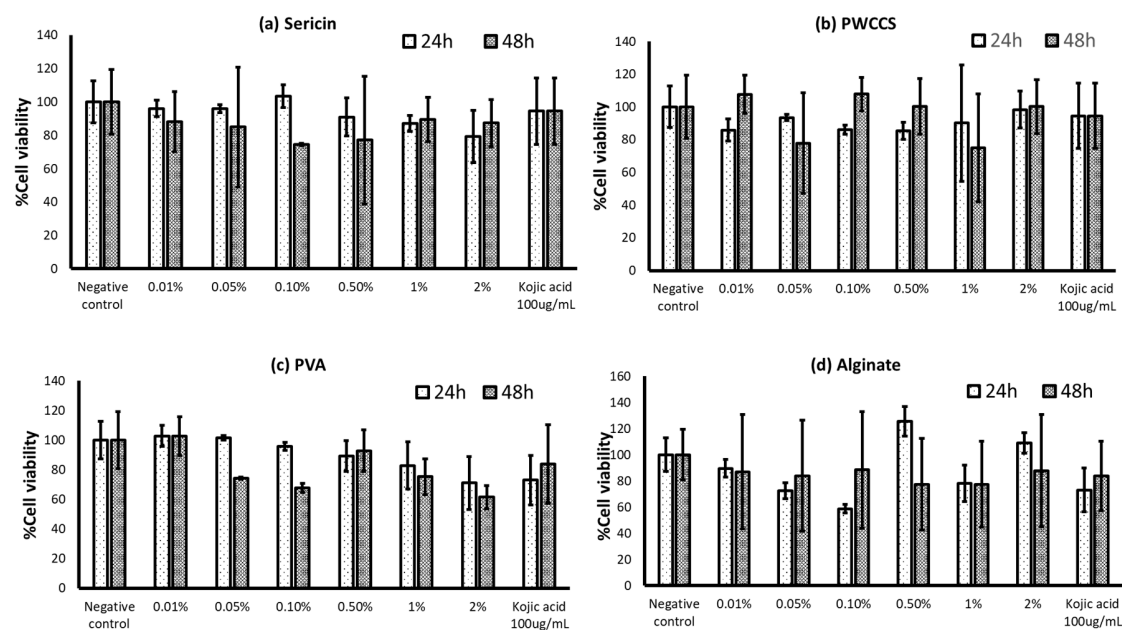 (a) Sericin
24h 48h
%Cell viability
140
120
100
80
60
40
20
0
Negative control 0.01% 0.05% 0.10% 0.50% 1% 2% Kojic acid 100ug/mL
(b) PWCCS
24h 48h
%Cell viability
140
120
100
80
60
40
20
0
Negative control 0.01% 0.05% 0.10% 0.50% 1% 2% Kojic acid 100ug/mL
(c) PVA
24h 48h
%Cell viability
140
120
100
80
60
40
20
0
Negative control 0.01% 0.05% 0.10% 0.50% 1% 2% Kojic acid 100ug/mL
(d) Alginate
24h 48h
%Cell viability
160
140
120
100
80
60
40
20
0
Negative control 0.01% 0.05% 0.10% 0.50% 1% 2% Kojic acid 100ug/mL